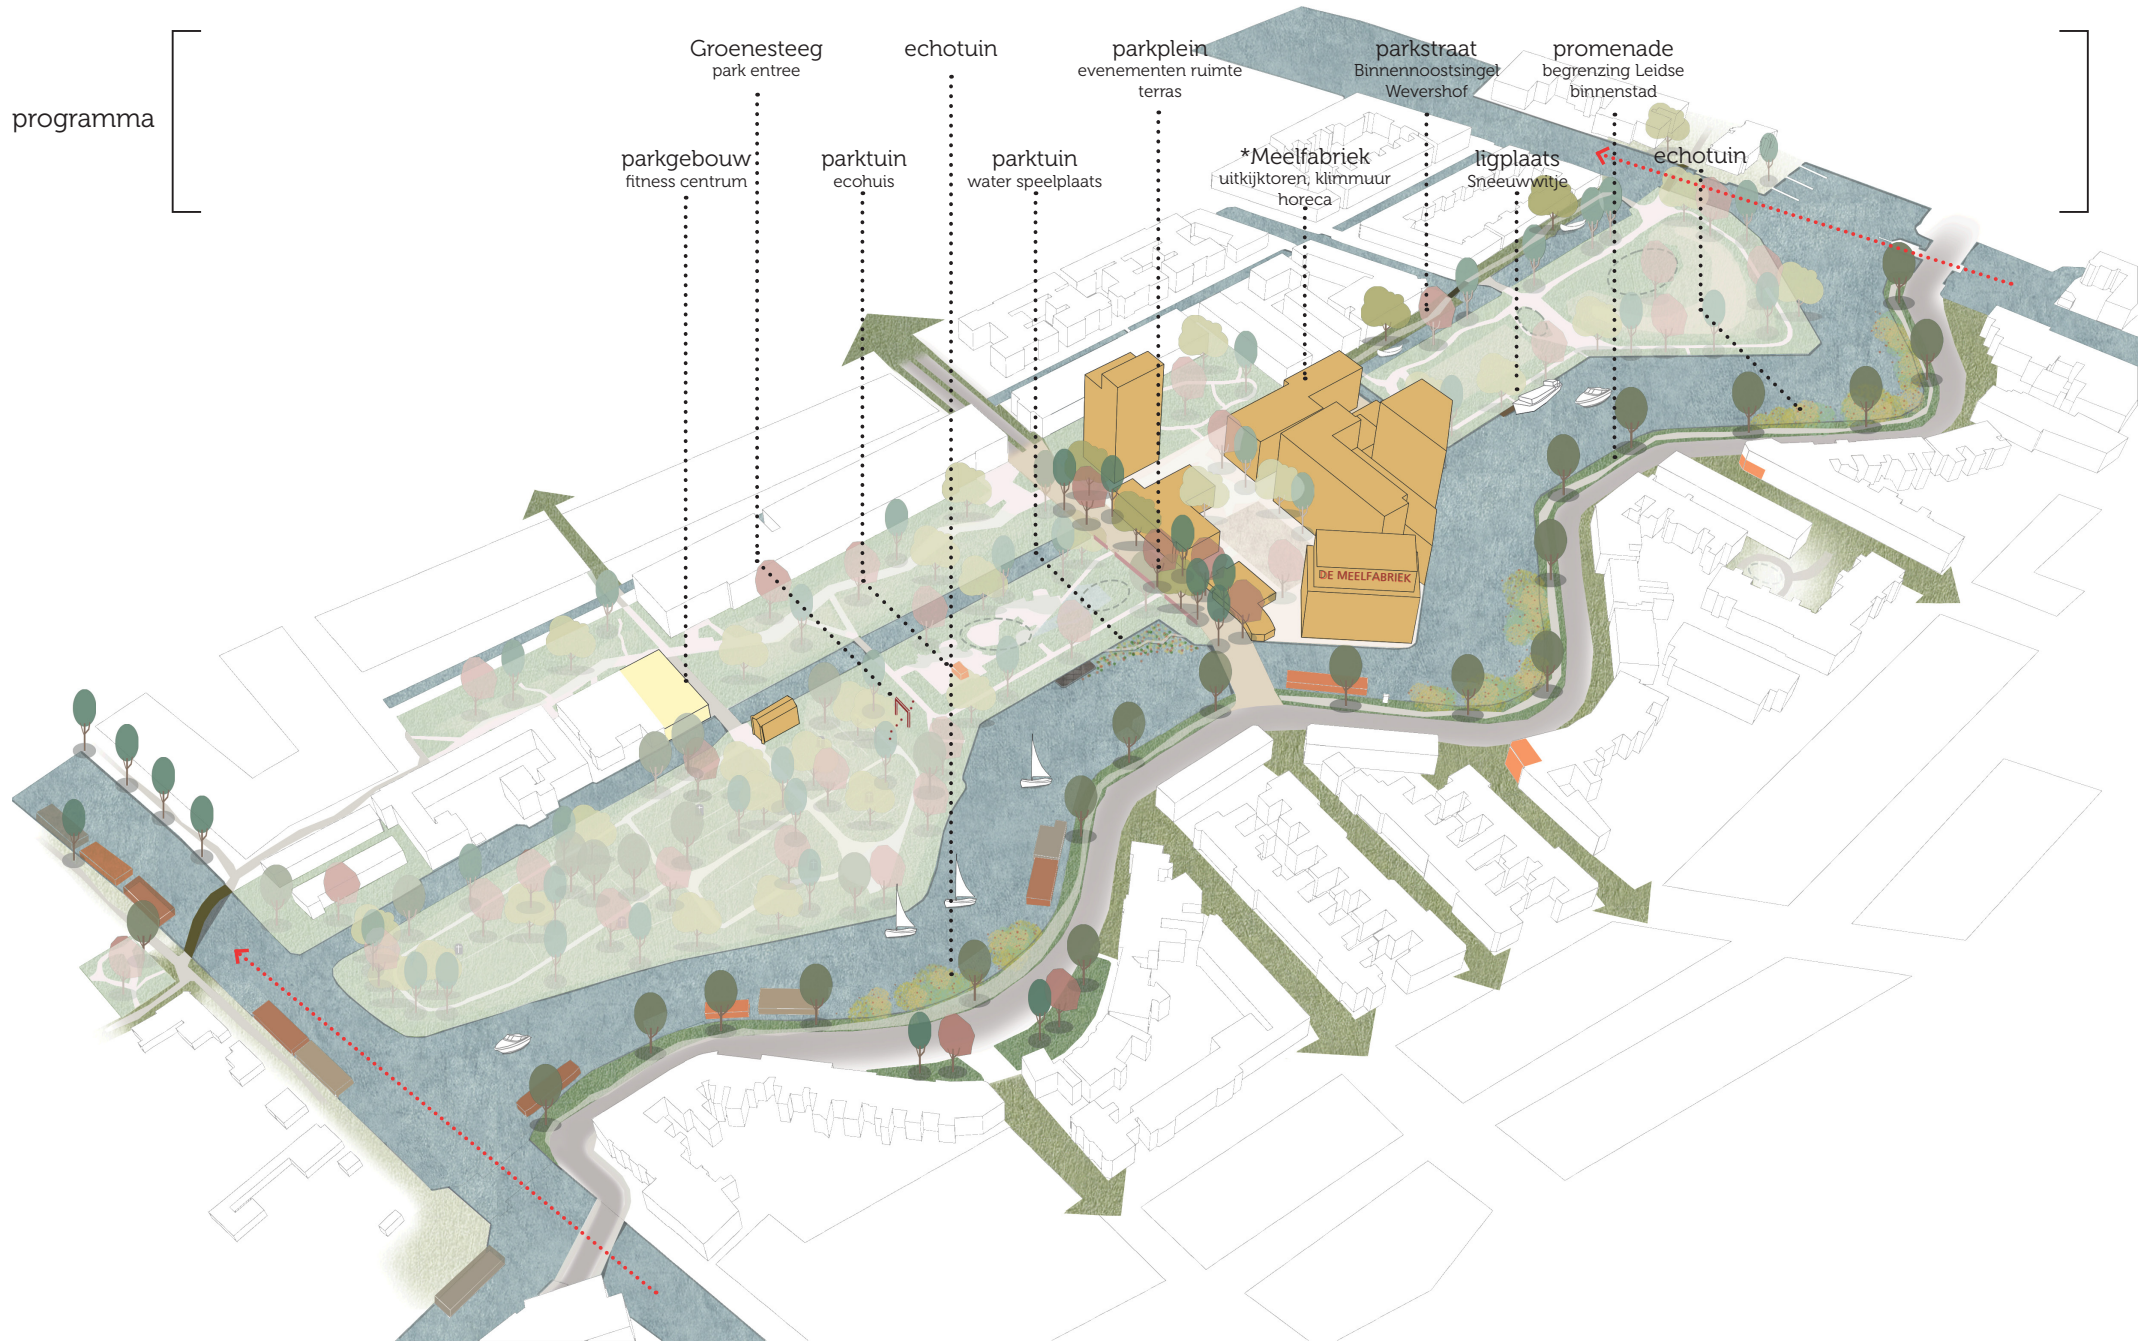 programma
Groenesteeg
park entree
echotuin
parkplein
evenementen ruimte
terras
parkstraat
Binnennoostsingel
Wevershof
promenade
begrenzing Leidse
binnenstad
parkgebouw
fitness centrum
parktuin
ecohuis
parktuin
water speelplaats
*Meelfabriek
uitkijktoren, klimmuur
horeca
ligplaats
Sneeuwwitje
echotuin
DE MEELFABRIEK